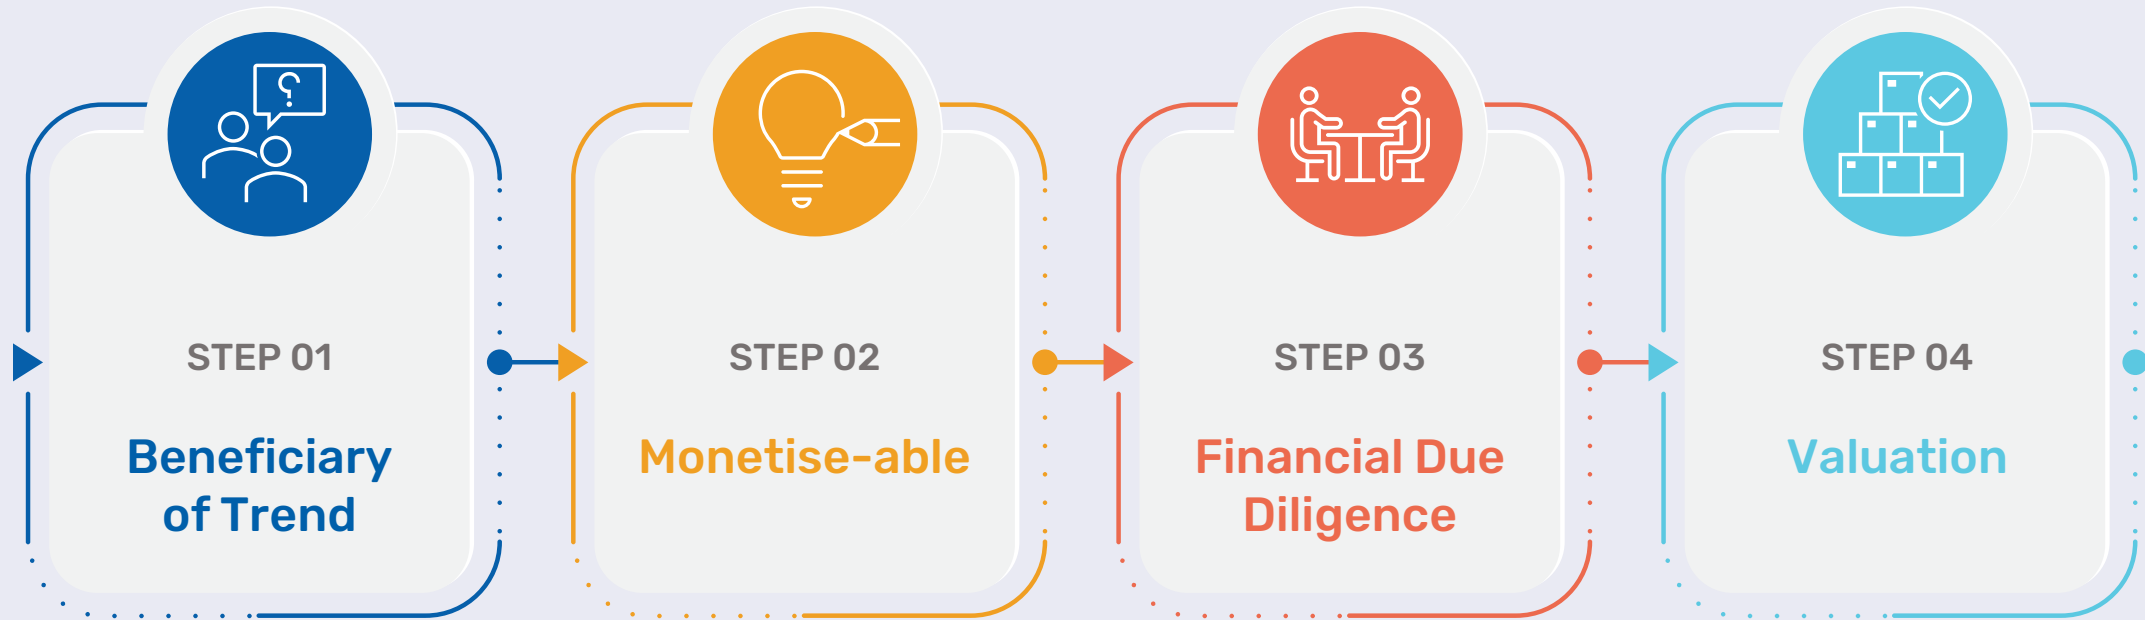 STEP 01
Beneficiary
of Trend
STEP 02
Monetise-able
STEP 03
Financial Due
Diligence
STEP 04
Valuation